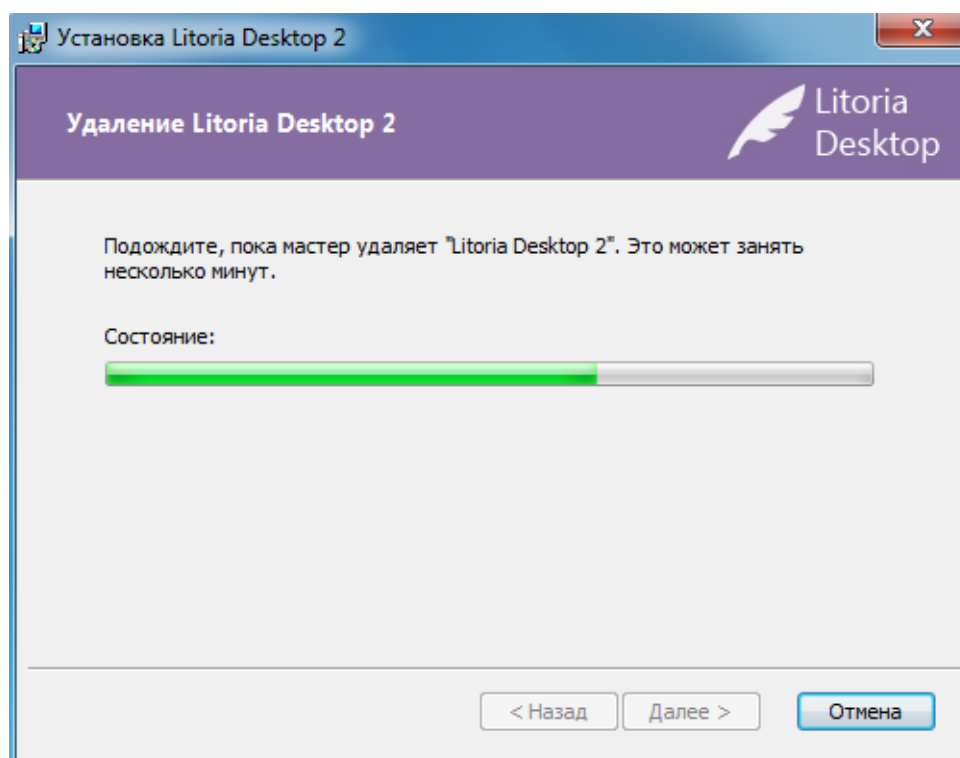 Установка Litoria Desktop 2
Удаление Litoria Desktop 2
Litoria
Desktop
Подождите, пока мастер удаляет "Litoria Desktop 2". Это может занять
несколько минут.
Состояние:
< Назад
Далее >
Отмена